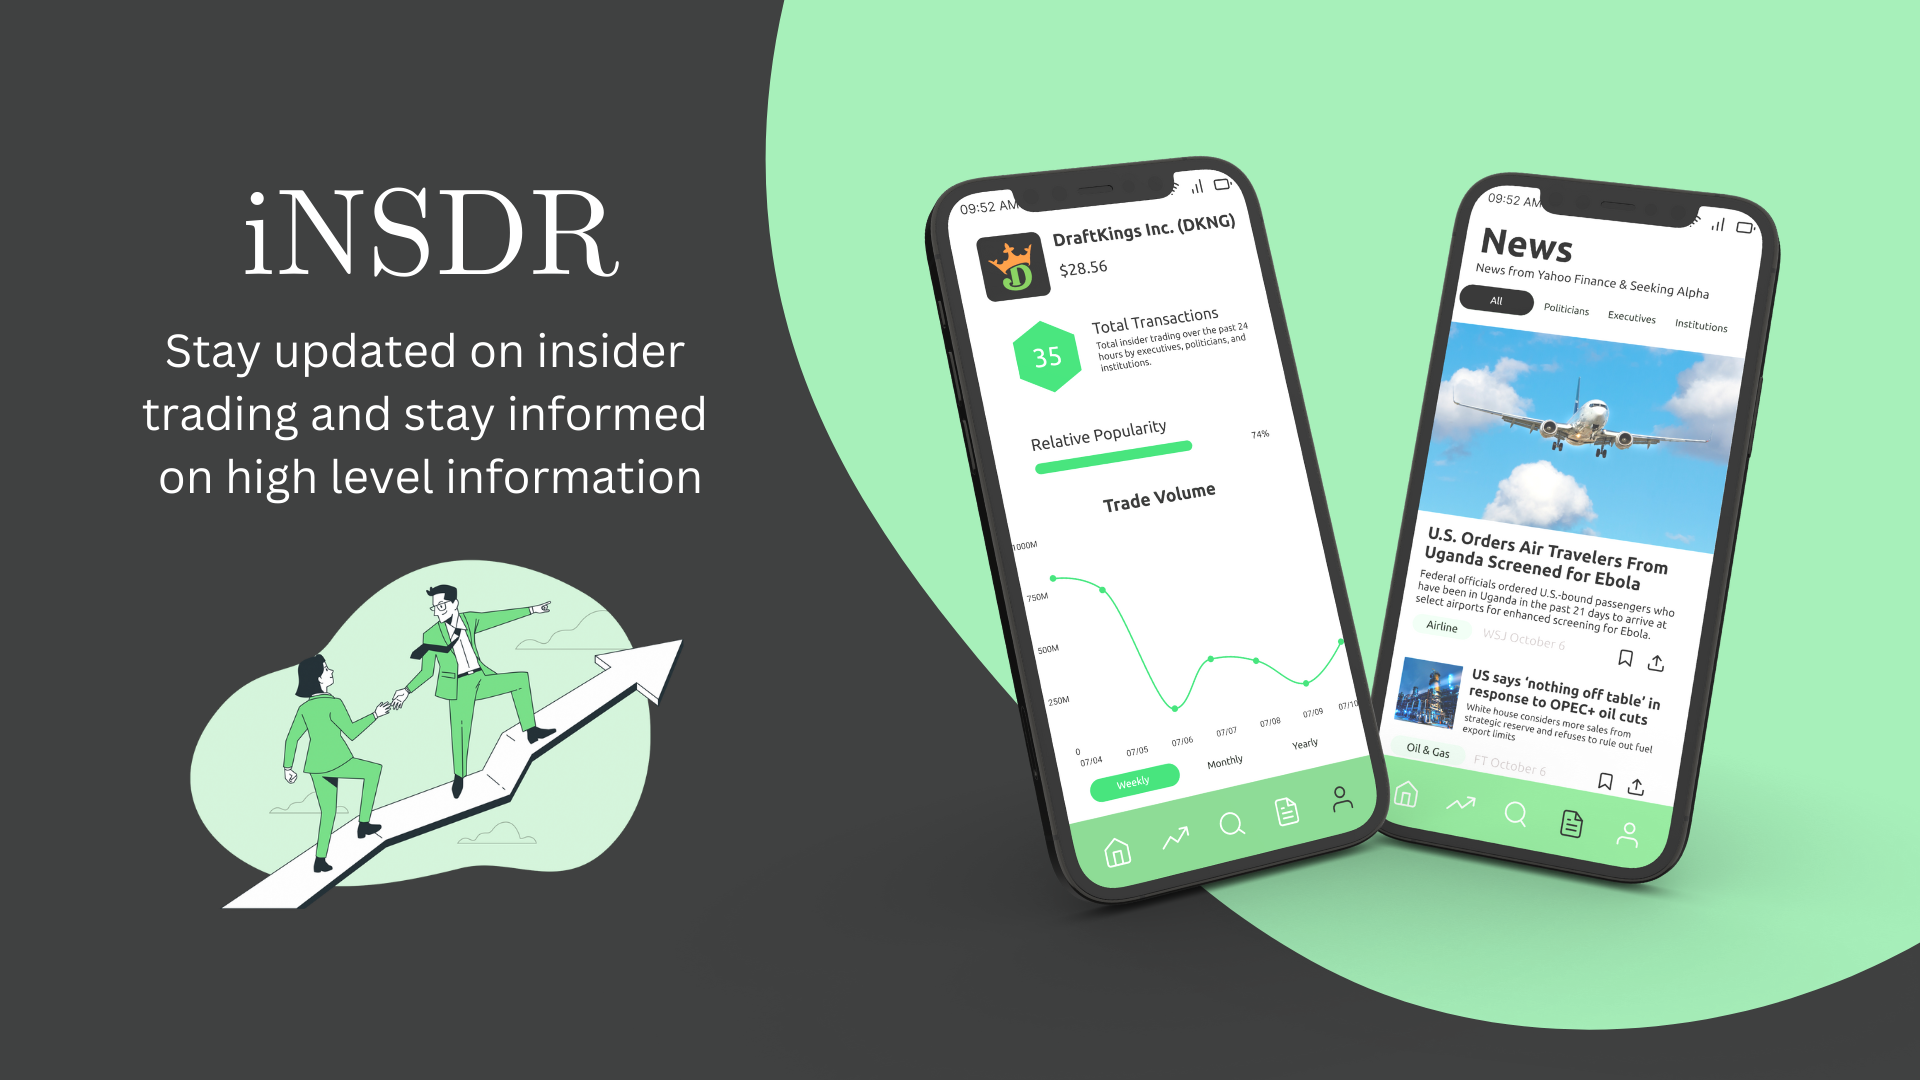 iNSDR
Stay updated on insider
trading and stay informed
on high level information
09:52 AM
DraftKings Inc. (DKNG)
$28.56
35
Total Transactions
Total insider trading over the past 24
hours by executives, politicians, and
institutions.
Relative Popularity
74%
Trade Volume
1000M
750M
500M
250M
0
07/04
07/05
07/06
07/07
07/08
07/09
07/10
Weekly
Monthly
Yearly
09:52 AM
News
News from Yahoo Finance & Seeking Alpha
All
Politicians
Executives
Institutions
U.S. Orders Air Travelers From
Uganda Screened for Ebola
Federal officials ordered U.S.-bound passengers who
have been in Uganda in the past 21 days to arrive at
select airports for enhanced screening for Ebola.
Airline
WSJ October 6
US says ‘nothing off table’ in
response to OPEC+ oil cuts
White house considers more sales from
strategic reserve and refuses to rule out fuel
export limits
Oil & Gas
FT October 6